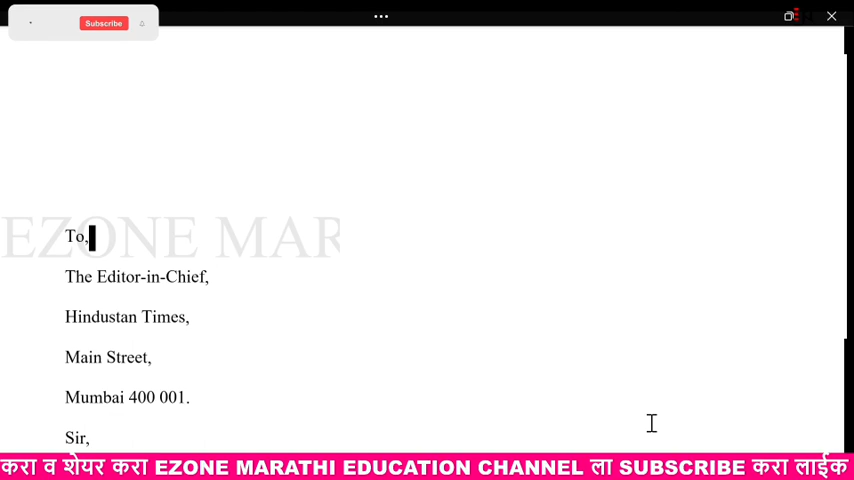 Subscribe
EZONE MAR
To,
The Editor-in-Chief,
Hindustan Times,
Main Street,
Mumbai 400 001.
Sir,
करा व शेयर करा EZONE MARATHI EDUCATION CHANNEL ला SUBSCRIBE करा लाईक